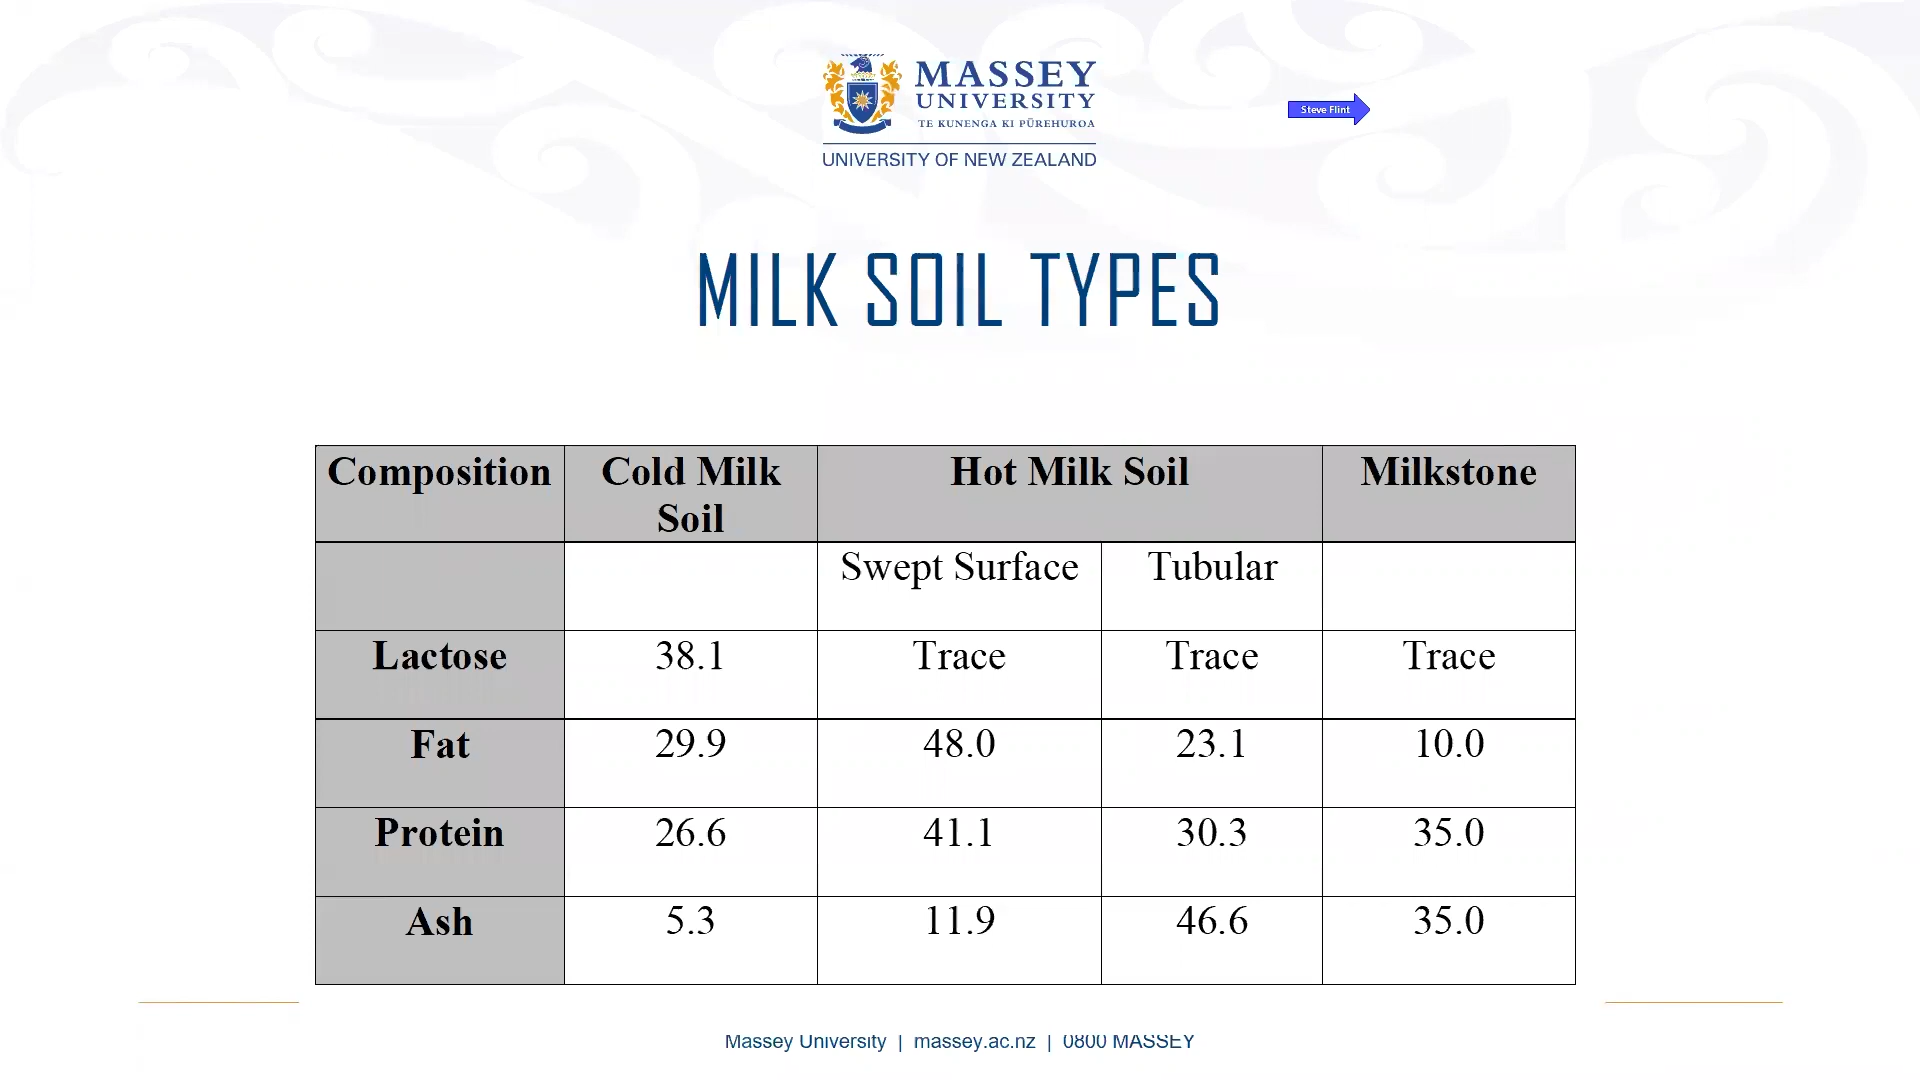 MASSEY
UNIVERSITY
TE KUNENGA KI PŪREHUROA
UNIVERSITY OF NEW ZEALAND
Steve Flint
MILK SOIL TYPES
Composition Cold Milk Soil Hot Milk Soil Milkstone
Swept Surface Tubular
Lactose 38.1 Trace Trace Trace
Fat 29.9 48.0 23.1 10.0
Protein 26.6 41.1 30.3 35.0
Ash 5.3 11.9 46.6 35.0
Massey University | massey.ac.nz | 0800 MASSEY